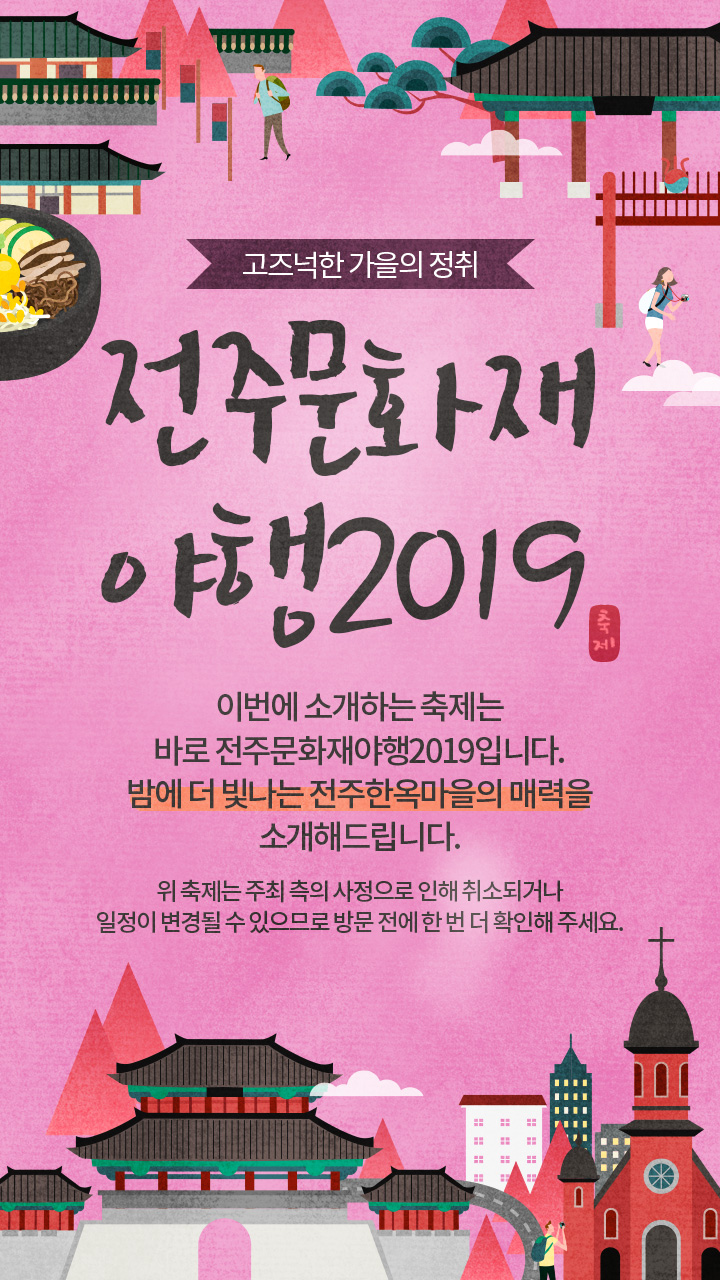 고즈넉한 가을의 정취
전주문화재
야행2019
축
제
이번에 소개하는 축제는
바로 전주문화재야행2019입니다.
밤에 더 빛나는 전주한옥마을의 매력을
소개해드립니다.
위 축제는 주최 측의 사정으로 인해 취소되거나
일정이 변경될 수 있으므로 방문 전에 한 번 더 확인해 주세요.